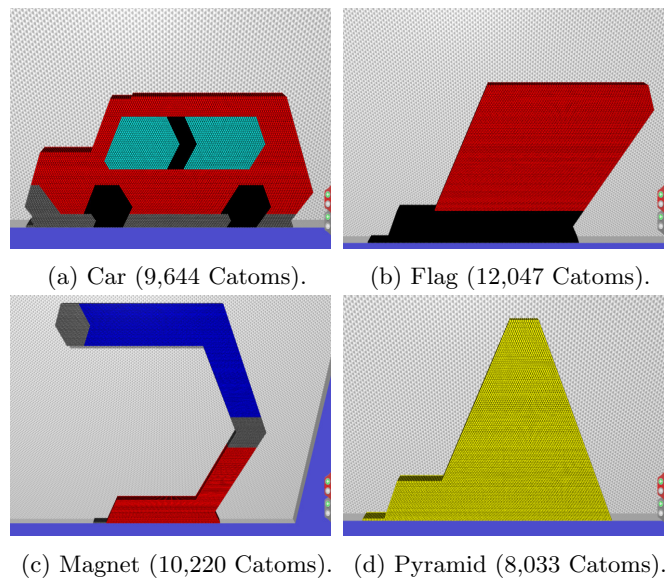 (a) Car (9,644 Catoms).
(b) Flag (12,047 Catoms).
(c) Magnet (10,220 Catoms).
(d) Pyramid (8,033 Catoms).